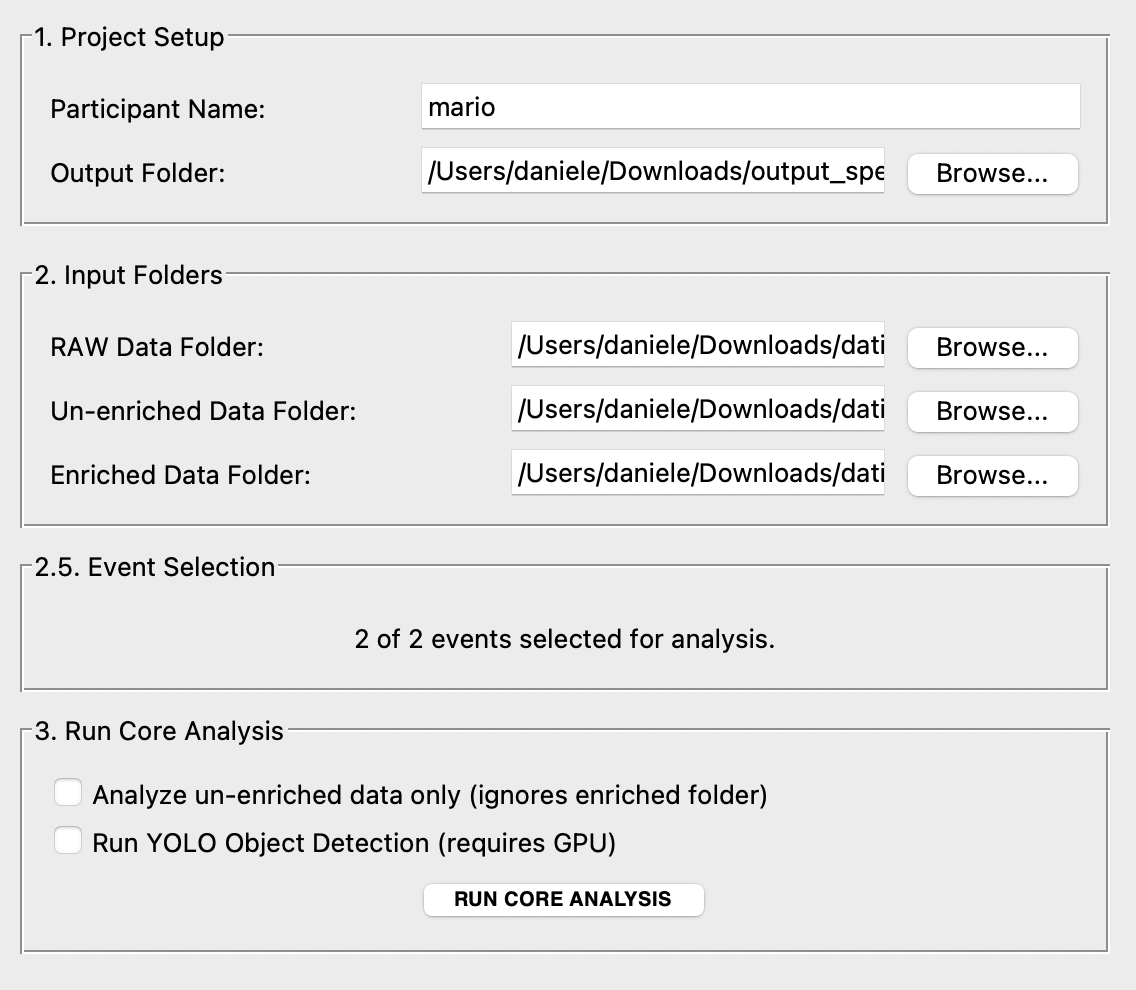 1. Project Setup
Participant Name: mario
Output Folder: /Users/daniele/Downloads/output_spe Browse...
2. Input Folders
RAW Data Folder: /Users/daniele/Downloads/dati Browse...
Un-enriched Data Folder: /Users/daniele/Downloads/dati Browse...
Enriched Data Folder: /Users/daniele/Downloads/dati Browse...
2.5. Event Selection
2 of 2 events selected for analysis.
3. Run Core Analysis
Analyze un-enriched data only (ignores enriched folder)
Run YOLO Object Detection (requires GPU)
RUN CORE ANALYSIS